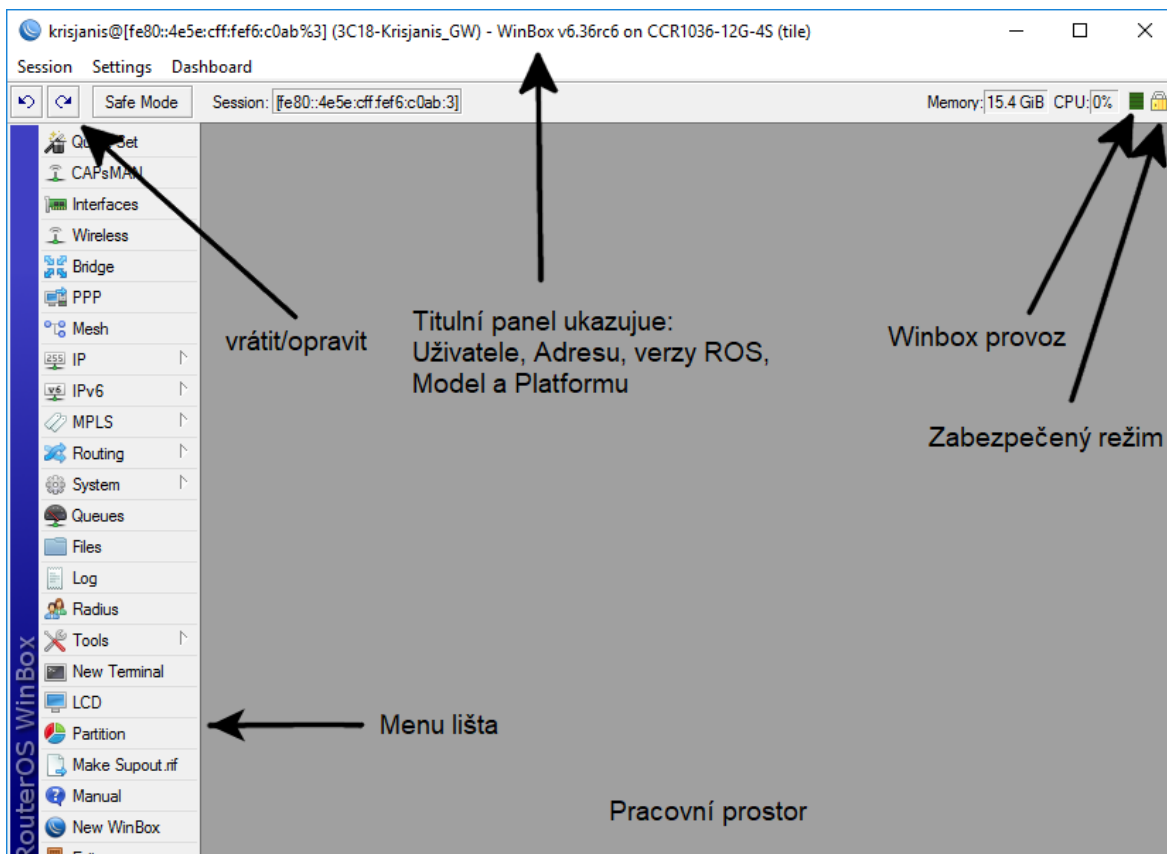 krisjanis@[fe80::4e5e:cff:fef6:c0ab%3] (3C18-Krisjanis_GW) - WinBox v6.36rc6 on CCR1036-12G-4S (tile)
Session Settings Dashboard
Safe Mode Session: [fe80::4e5e:cff:fef6:c0ab:3] Memory: 15.4 GiB CPU: 0%
Set
CAPsMAN
Interfaces
Wireless
Bridge
PPP
Mesh
255 IP
v6 IPv6
MPLS
Routing
System
Queues
Files
Log
Radius
Tools
New Terminal
LCD
Partition
Make Supout.rif
Manual
New WinBox
RouterOS WinBox
vrátit/opravit
Titulní panel ukazujue:
Uživatele, Adresu, verzy ROS,
Model a Platformu
Winbox provoz
Zabezpečený režim
Menu lišta
Pracovní prostor